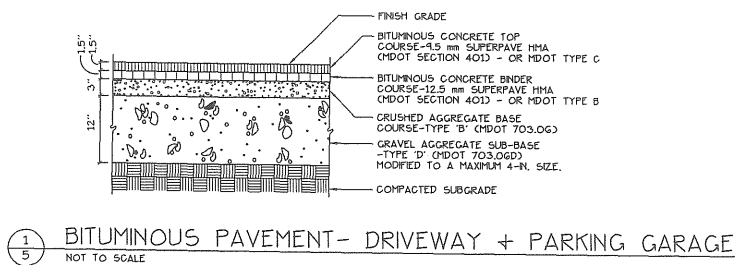 FINISH GRADE
BITUMINOUS CONCRETE TOP
COURSE-9.5 mm SUPERPAVE HMA
(MDOT SECTION 401) - OR MDOT TYPE C
BITUMINOUS CONCRETE BINDER
COURSE-12.5 mm SUPERPAVE HMA
(MDOT SECTION 401) - OR MDOT TYPE B
CRUSHED AGGREGATE BASE
COURSE-TYPE 'B' (MDOT 703.0G)
GRAVEL AGGREGATE SUB-BASE
-TYPE 'D' (MDOT 703.0GD)
MODIFIED TO A MAXIMUM 4-IN. SIZE.
COMPACTED SUBGRADE
1.5"
1.5"
3"
12"
1
5
BITUMINOUS PAVEMENT- DRIVEWAY + PARKING GARAGE
NOT TO SCALE